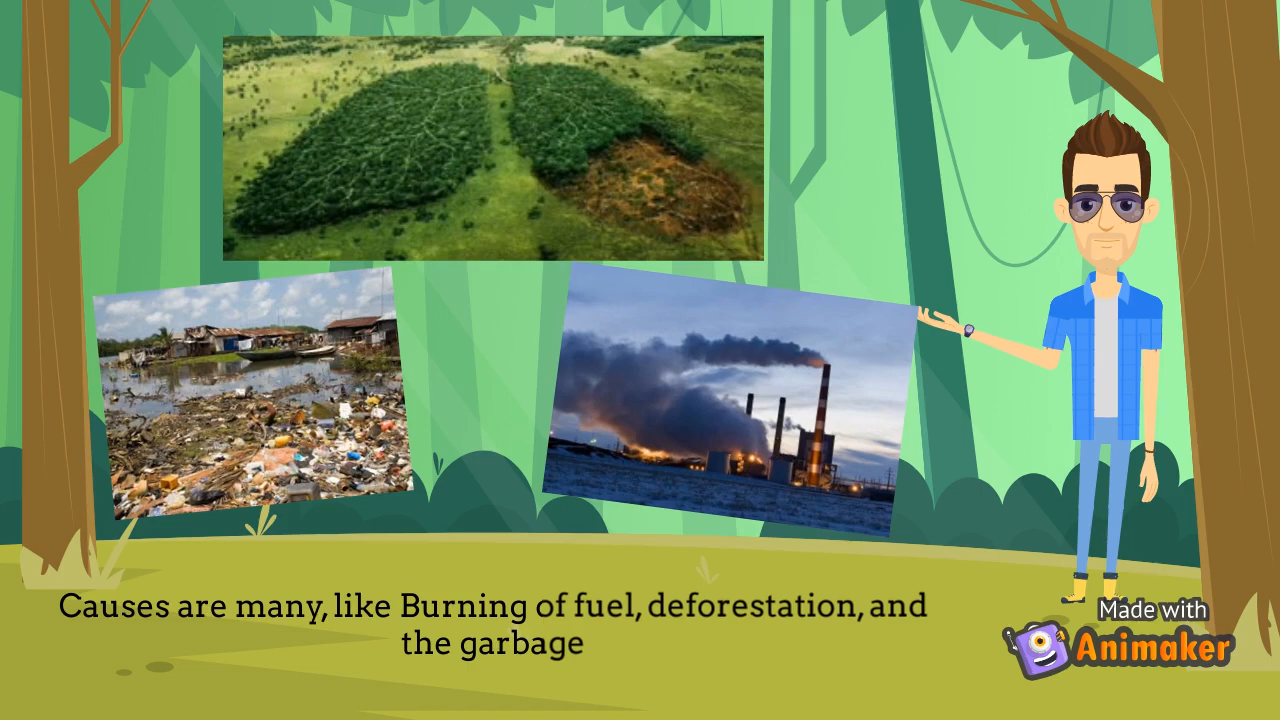 Causes are many, like Burning of fuel, deforestation, and
the garbage
Made with
Animaker